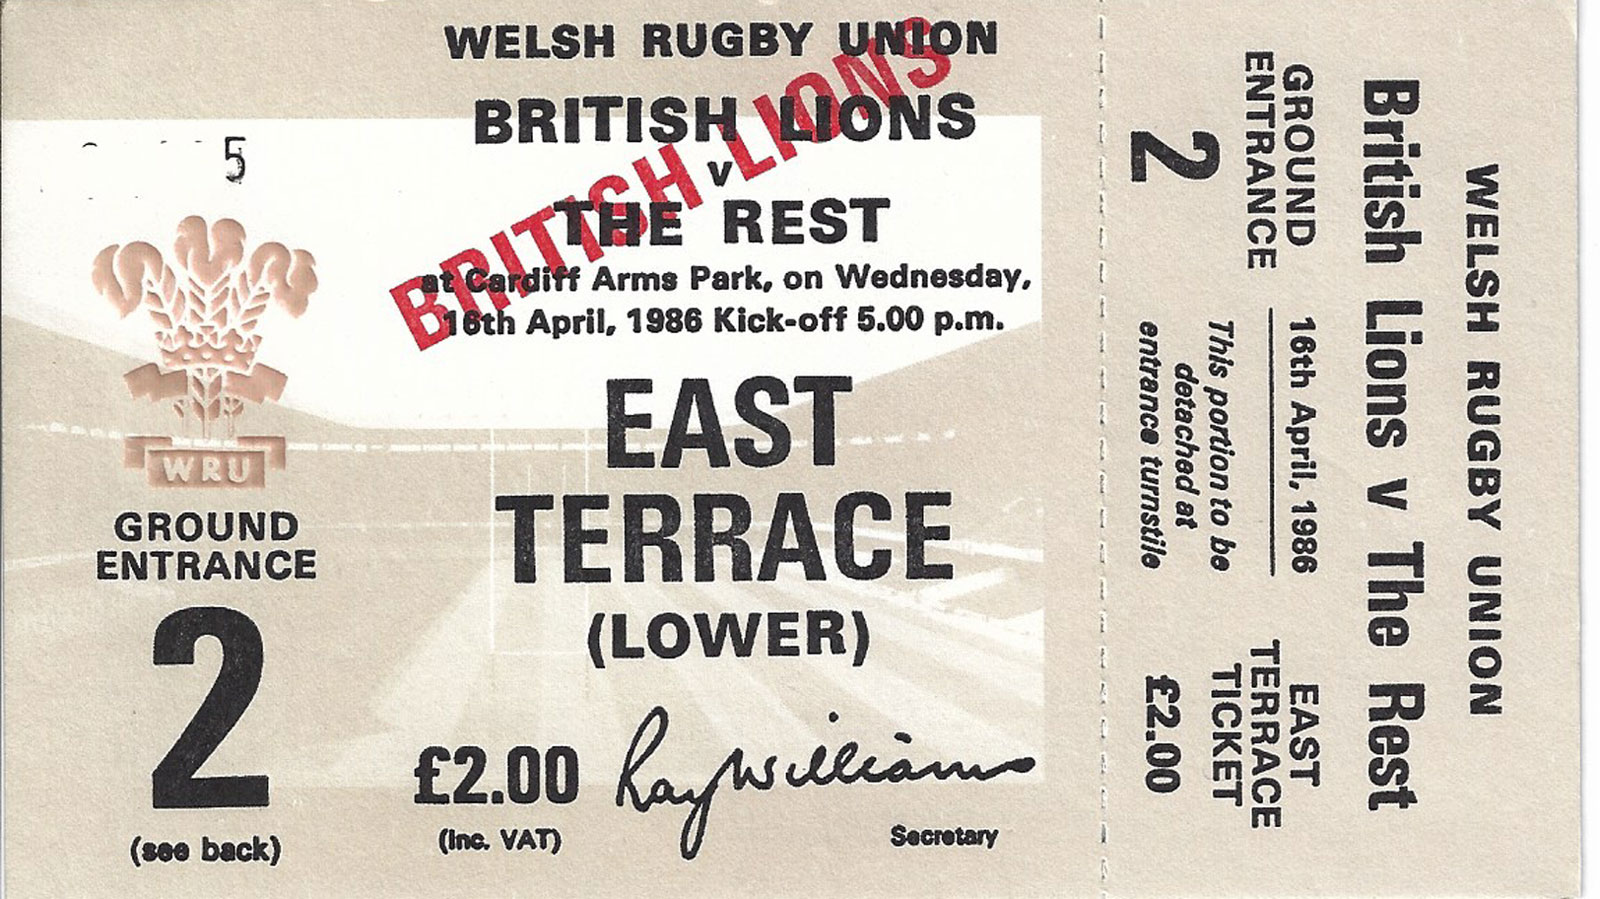 WELSH RUGBY UNION
BRITISH LIONS
v
THE REST
BRITISH LIONS
at Cardiff Arms Park, on Wednesday,
16th April, 1986 Kick-off 5.00 p.m.
5
WRU
GROUND
ENTRANCE
2
(see back)
EAST
TERRACE
(LOWER)
£2.00
(Inc. VAT)
Ray Williams
Secretary
WELSH RUGBY UNION
British Lions v The Rest
GROUND
ENTRANCE
2
16th April, 1986
This portion to be
detached at
entrance turnstile
EAST
TERRACE
TICKET
£2.00